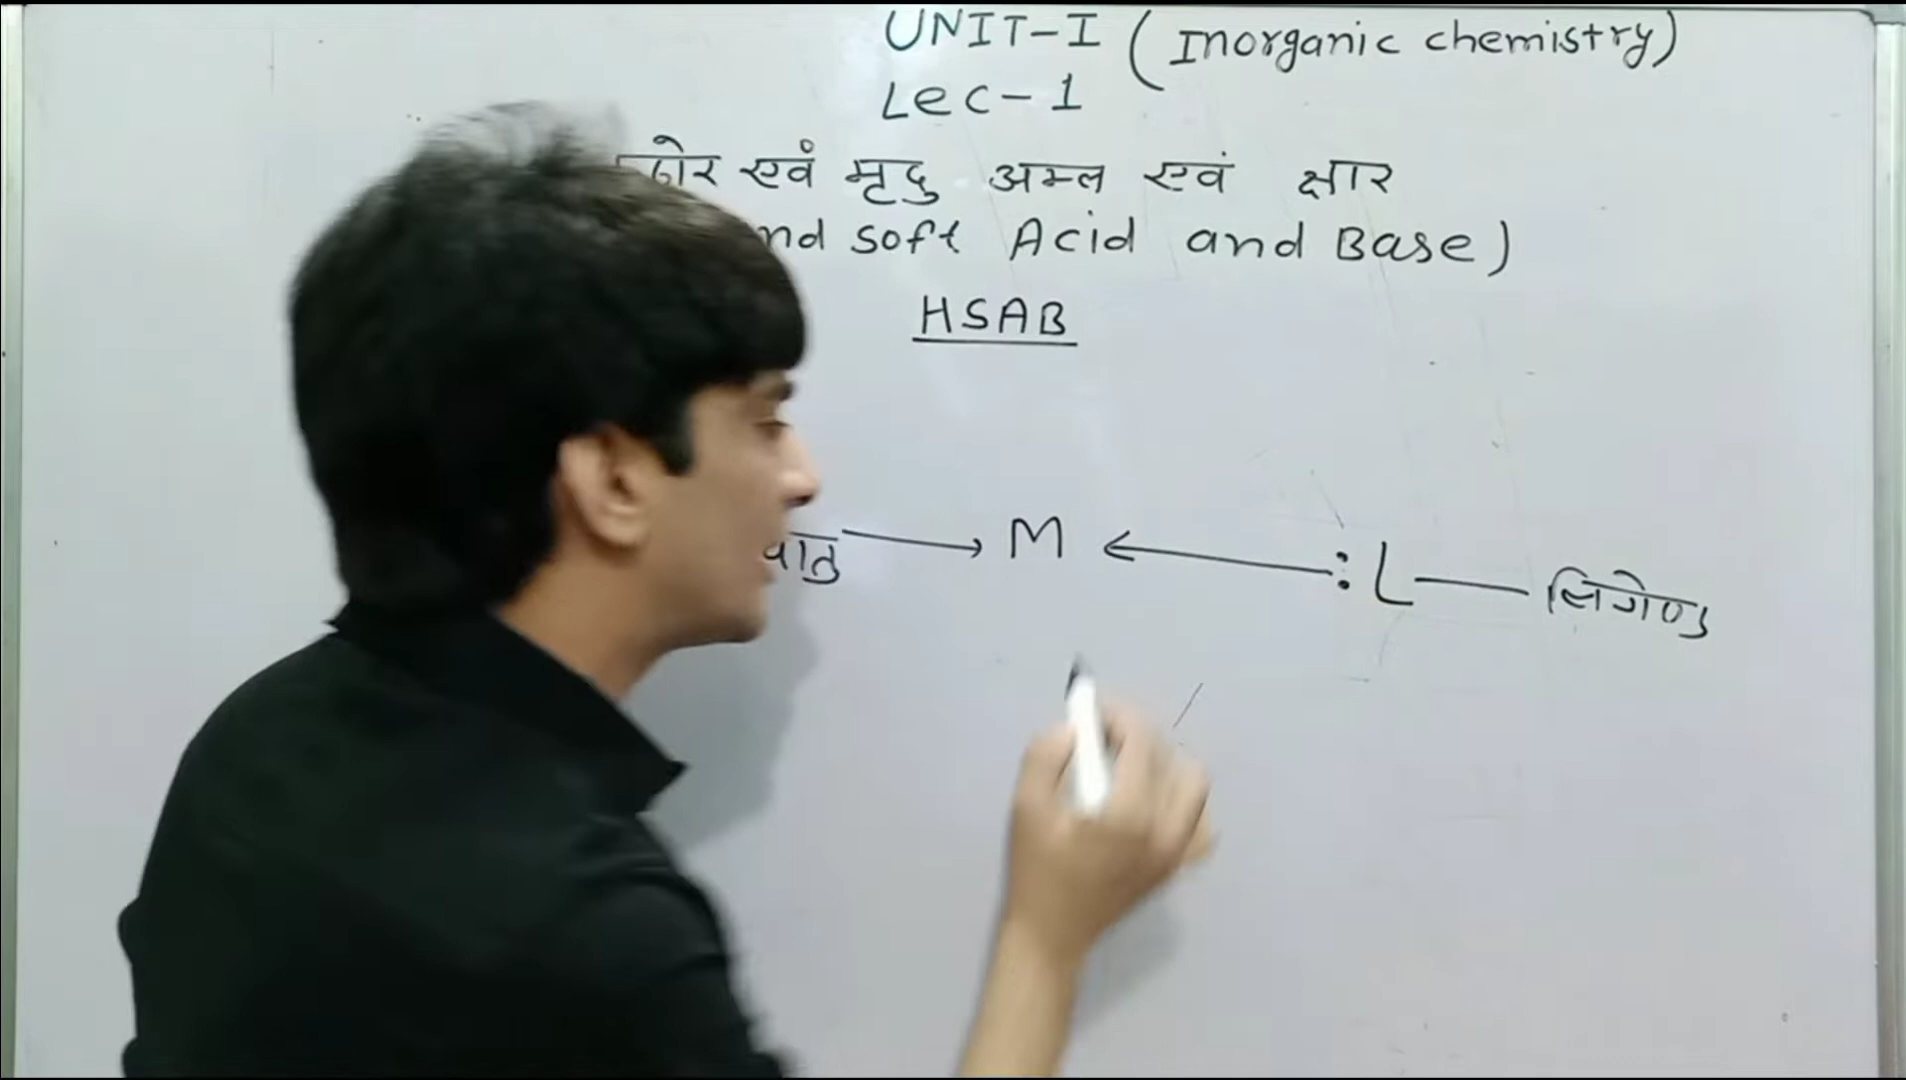 UNIT-I (Inorganic chemistry)
Lec-1
एवं मृदु अम्ल एवं क्षार
soft Acid and Base)
HSAB
M :L लिगेण्ड